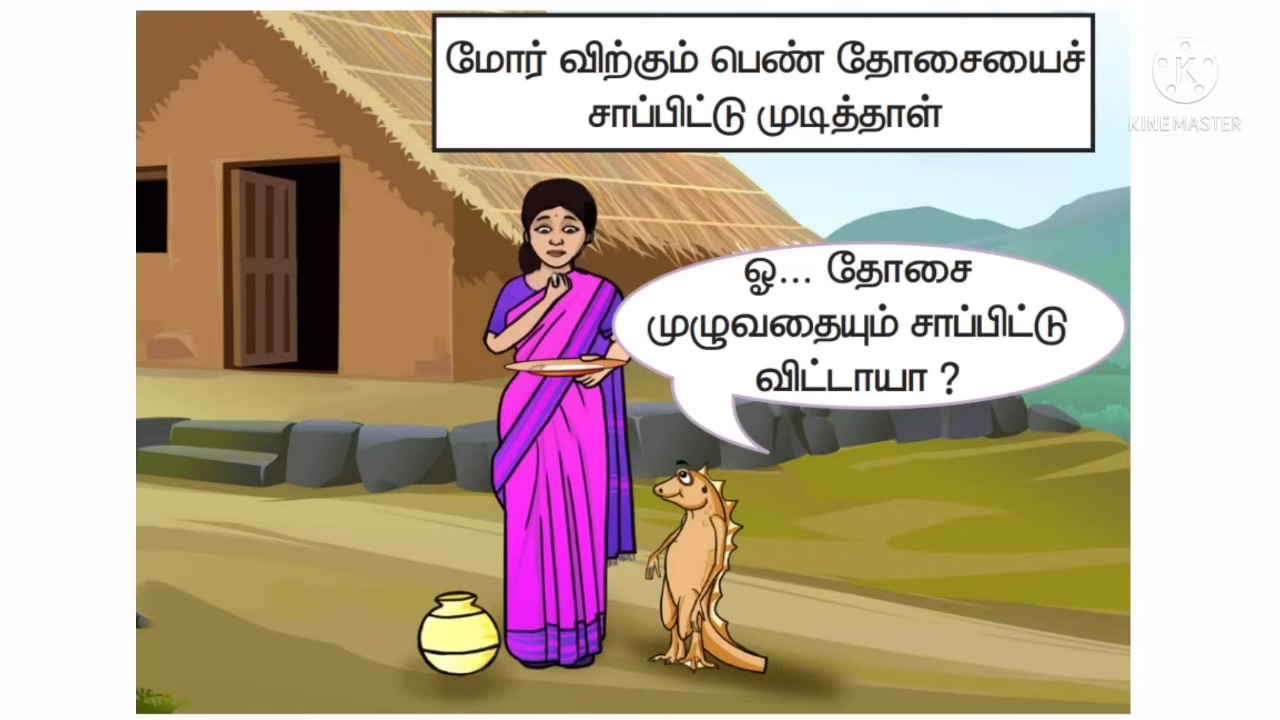 மோர் விற்கும் பெண் தோசையைச்
சாப்பிட்டு முடித்தாள்
K
KINEMASTER
ஓ... தோசை
முழுவதையும் சாப்பிட்டு
விட்டாயா ?